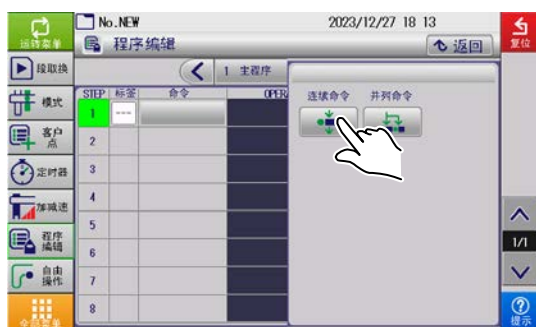 运转菜单
No.NEW 2023/12/27 18 13
复位
程序编辑
返回
段取换
1 主程序
模式
STEP 标签 命令 OPER
连续命令 并列命令
1 ---
客户点
2
定时器
3
加减速
4
程序编辑
5
1/1
6
自由操作
7
全部菜单
8
提示